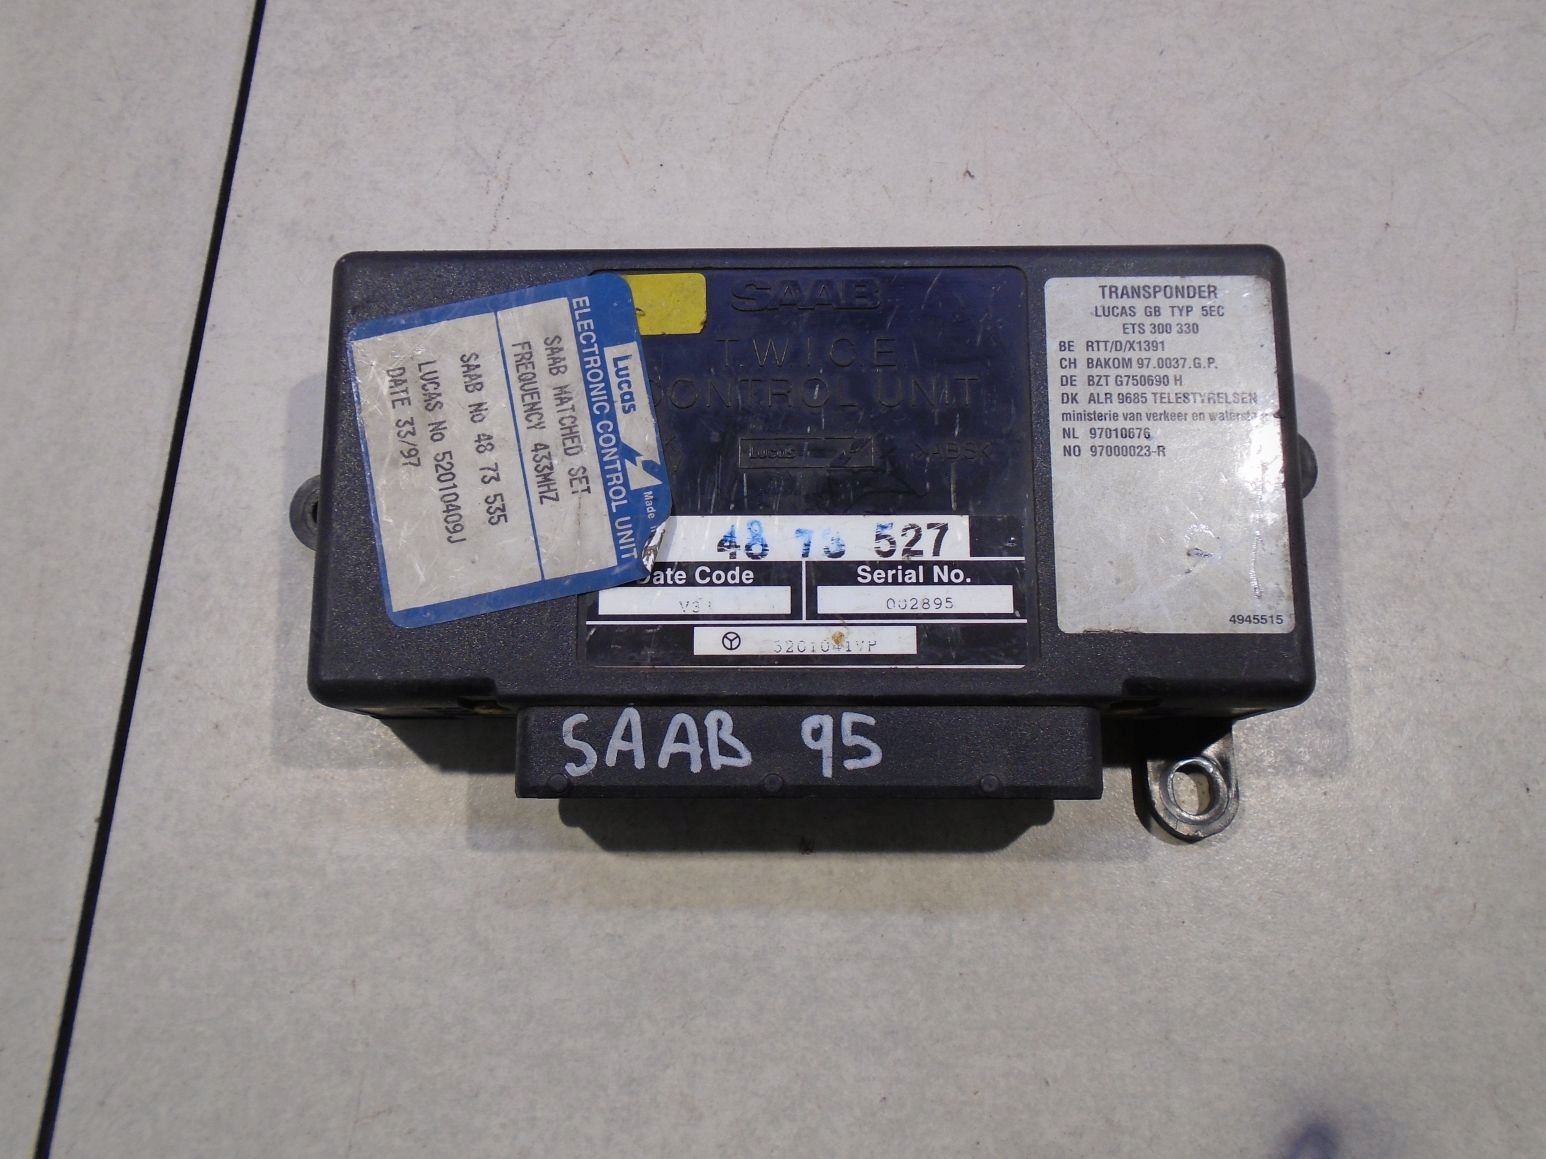 Lucas
ELECTRONIC CONTROL UNIT
Made
SAAB MATCHED SET
FREQUENCY 433MHZ
SAAB No 48 73 535
LUCAS No 52010409J
DATE 33/97
SAAB
T.W.I.C.E
CONTROL UNIT
Lucas
48 73 527
Date Code
Serial No.
002895
TRANSPONDER
LUCAS GB TYP 5EC
ETS 300 330
BE RTT/D/X1391
CH BAKOM 97.0037.G.P.
DE BZT G750690 H
DK ALR 9685 TELESTYRELSEN
ministerie van verkeer en
NL 97010676
NO 97000023-R
4945515
SAAB 95